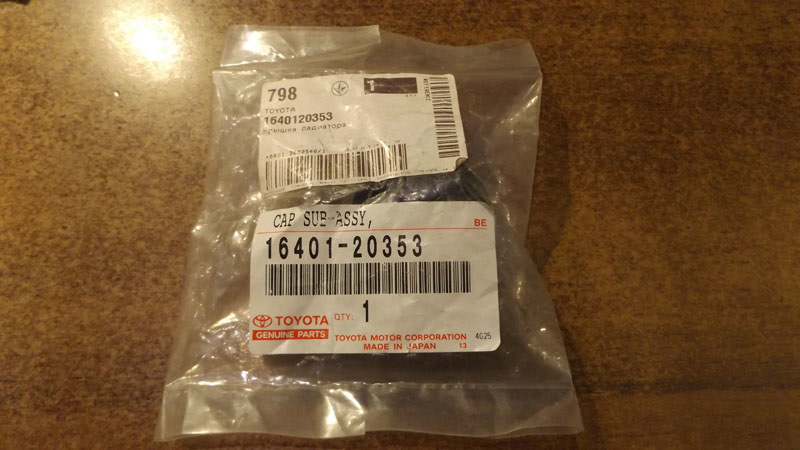 798
1
TOYOTA
1640120353
Крышка радиатора
CAP SUB-ASSY,
BE
16401-20353
QTY: 1
TOYOTA
GENUINE PARTS
TOYOTA MOTOR CORPORATION 4G25
MADE IN JAPAN 13